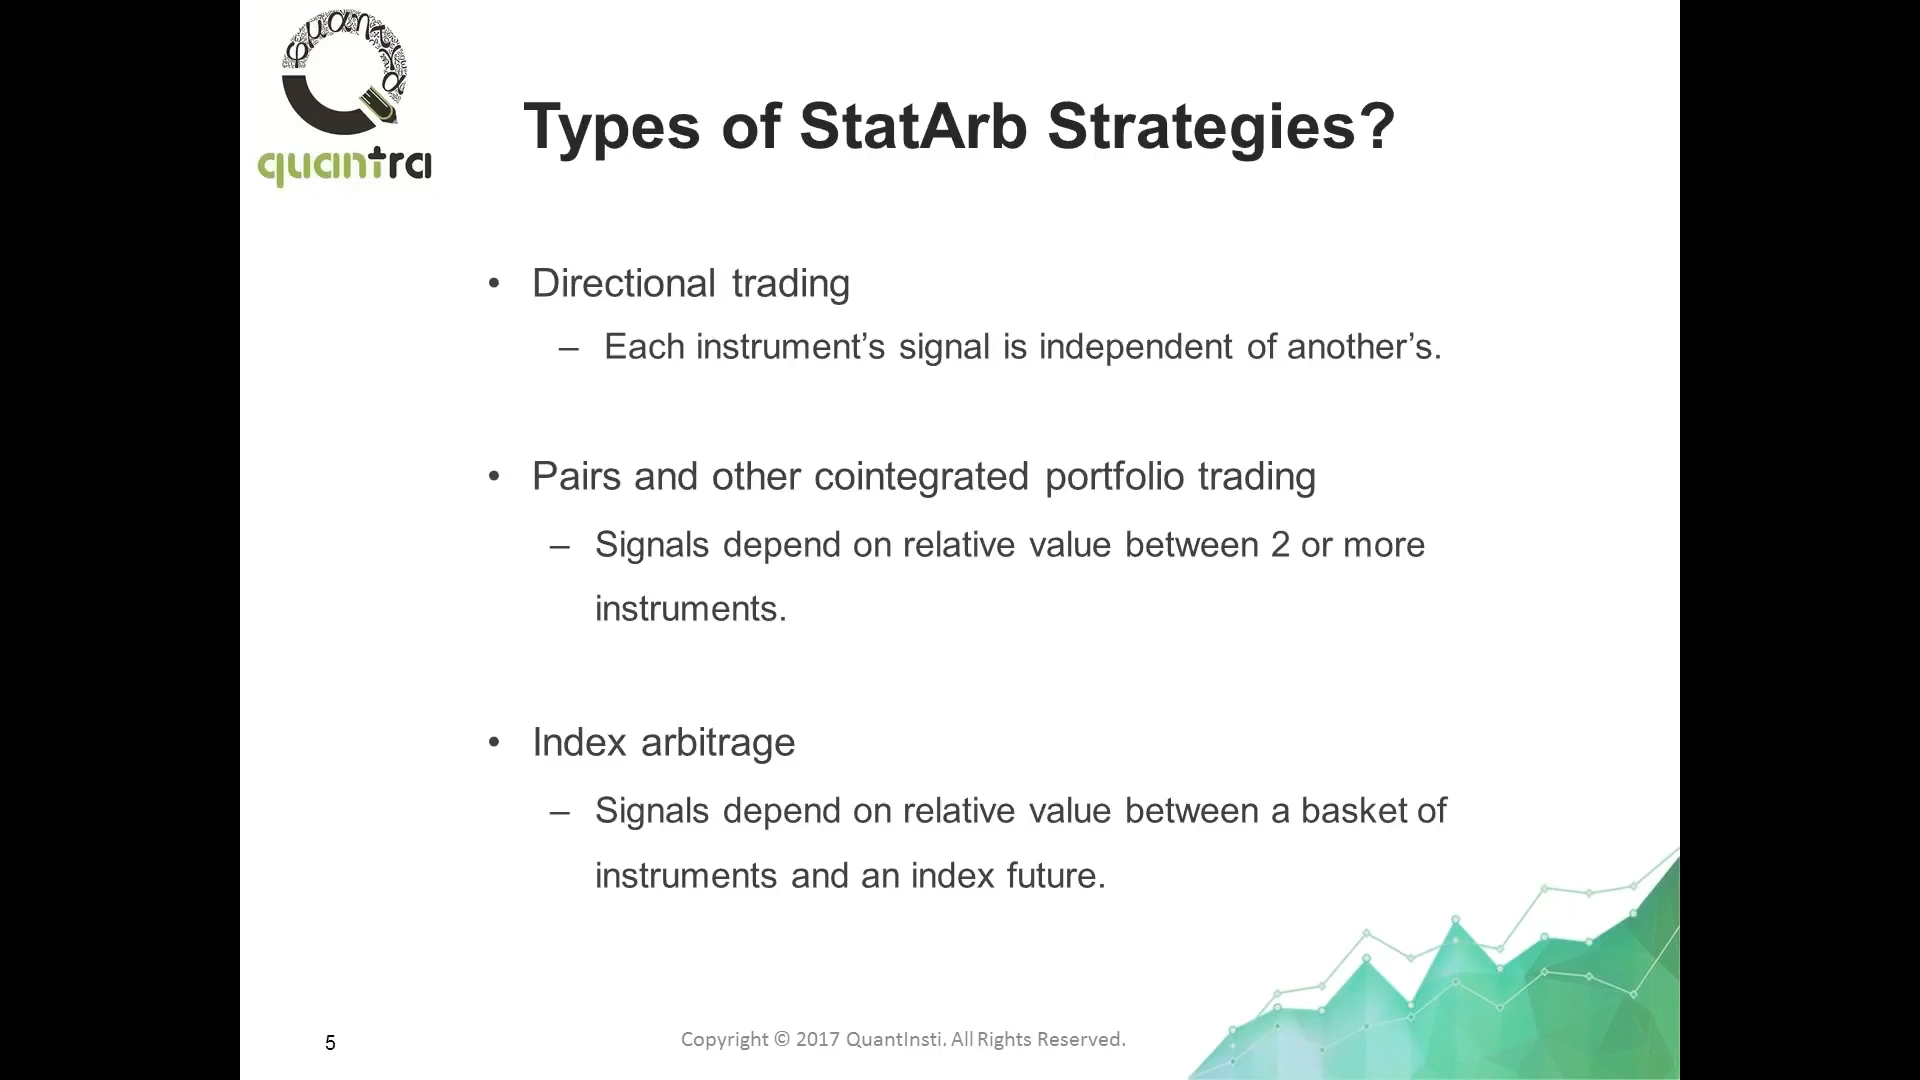 φμαητrα
quantra
Types of StatArb Strategies?
• Directional trading
– Each instrument’s signal is independent of another’s.
• Pairs and other cointegrated portfolio trading
– Signals depend on relative value between 2 or more
instruments.
• Index arbitrage
– Signals depend on relative value between a basket of
instruments and an index future.
5
Copyright © 2017 QuantInsti. All Rights Reserved.